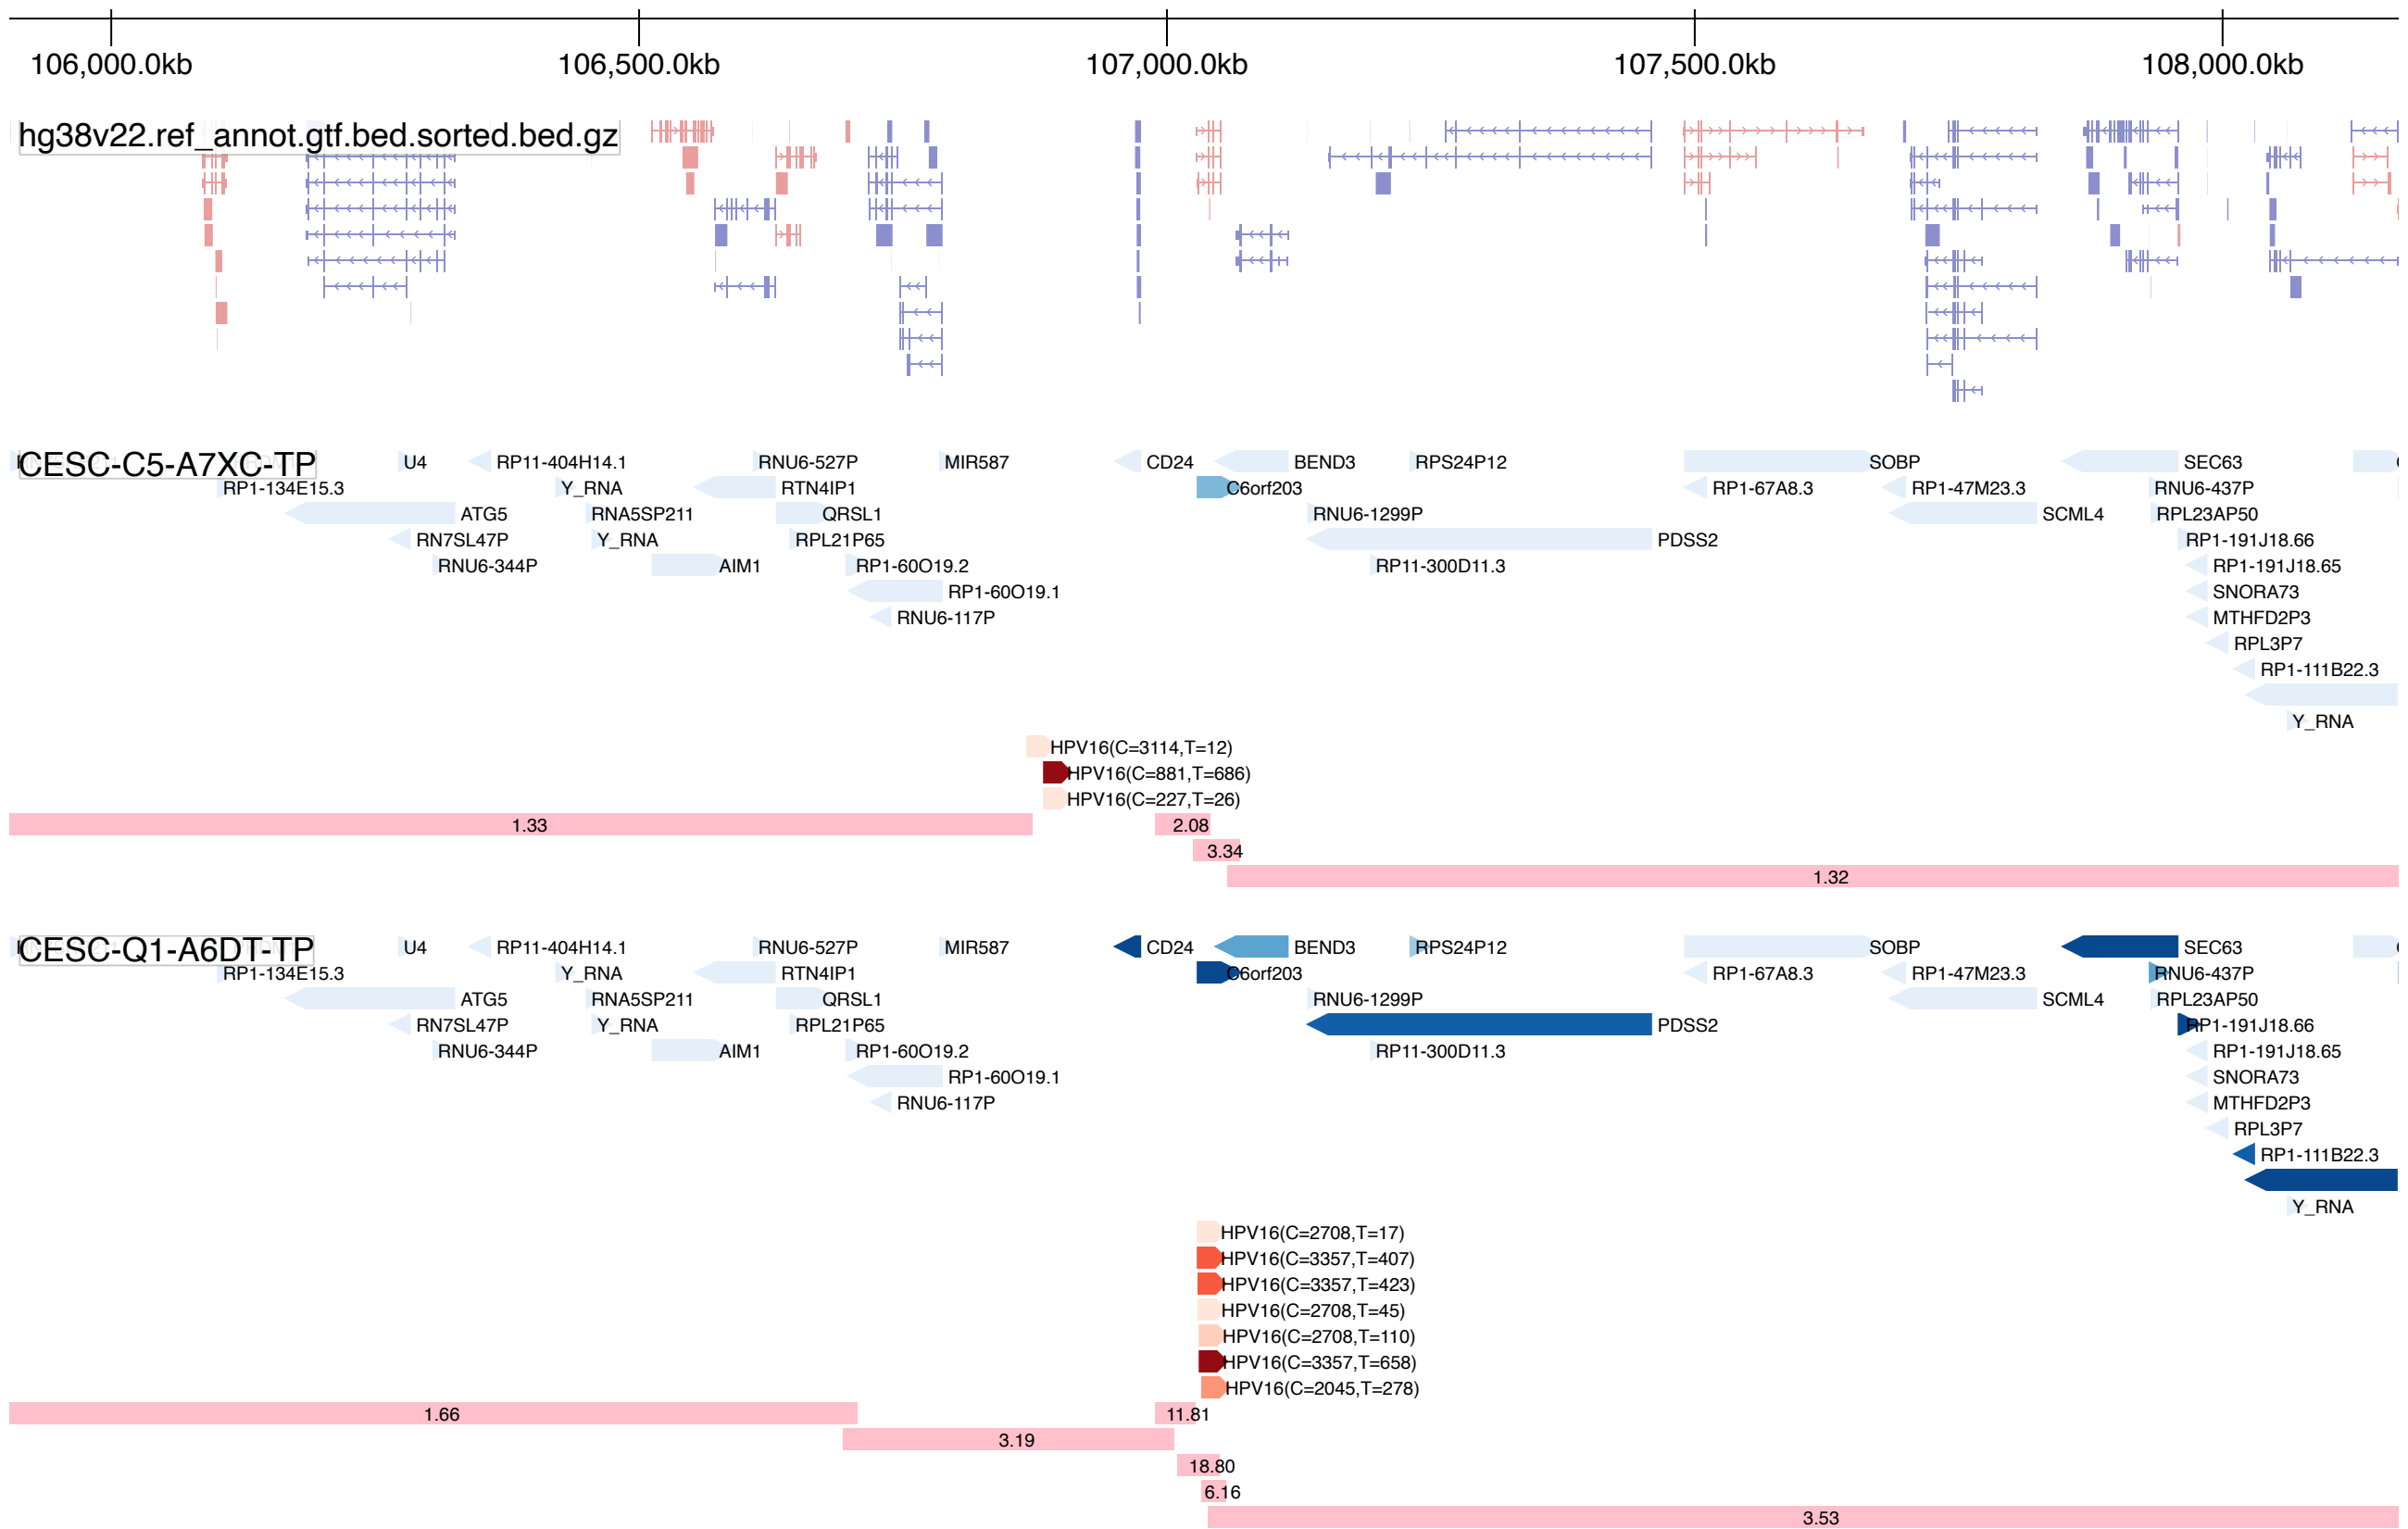 106,000.0kb 106,500.0kb 107,000.0kb 107,500.0kb 108,000.0kb
hg38v22.ref_annot.gtf.bed.sorted.bed.gz
CESC-C5-A7XC-TP U4 RP11-404H14.1 RNU6-527P MIR587 CD24 BEND3 RPS24P12 SOBP SEC63
RP1-134E15.3 Y_RNA RTN4IP1 C6orf203 RP1-67A8.3 RP1-47M23.3 RNU6-437P
ATG5 RNA5SP211 QRSL1 RNU6-1299P SCML4 RPL23AP50
RN7SL47P Y_RNA RPL21P65 PDSS2 RP1-191J18.66
RNU6-344P AIM1 RP1-60O19.2 RP11-300D11.3 RP1-191J18.65
RP1-60O19.1 SNORA73
RNU6-117P MTHFD2P3
RPL3P7
RP1-111B22.3
Y_RNA
HPV16(C=3114,T=12)
HPV16(C=881,T=686)
HPV16(C=227,T=26)
1.33 2.08
3.34
1.32
CESC-Q1-A6DT-TP U4 RP11-404H14.1 RNU6-527P MIR587 CD24 BEND3 RPS24P12 SOBP SEC63
RP1-134E15.3 Y_RNA RTN4IP1 C6orf203 RP1-67A8.3 RP1-47M23.3 RNU6-437P
ATG5 RNA5SP211 QRSL1 RNU6-1299P SCML4 RPL23AP50
RN7SL47P Y_RNA RPL21P65 PDSS2 RP1-191J18.66
RNU6-344P AIM1 RP1-60O19.2 RP11-300D11.3 RP1-191J18.65
RP1-60O19.1 SNORA73
RNU6-117P MTHFD2P3
RPL3P7
RP1-111B22.3
Y_RNA
HPV16(C=2708,T=17)
HPV16(C=3357,T=407)
HPV16(C=3357,T=423)
HPV16(C=2708,T=45)
HPV16(C=2708,T=110)
HPV16(C=3357,T=658)
HPV16(C=2045,T=278)
1.66 11.81
3.19
18.80
6.16
3.53